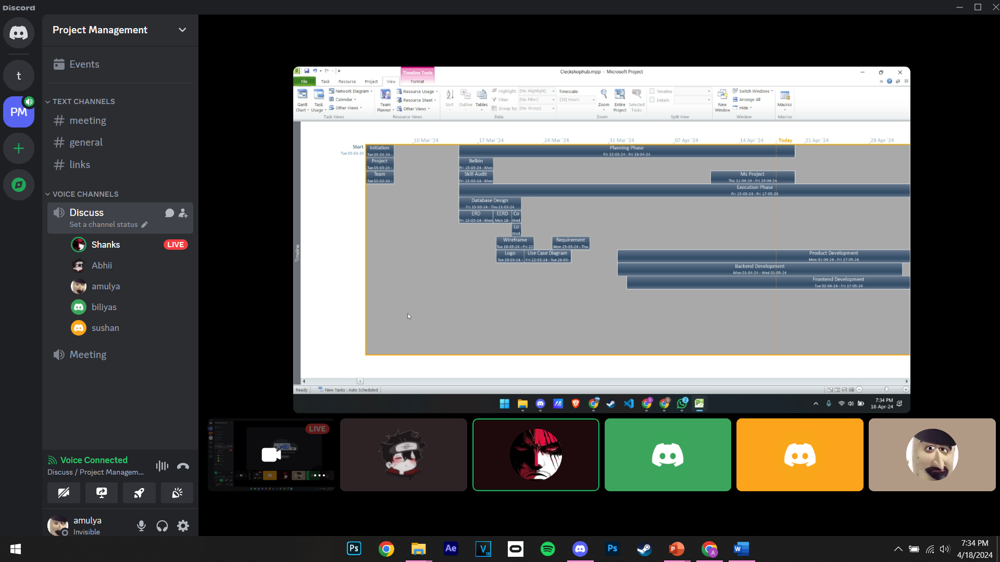 Discord
Project Management
Events
TEXT CHANNELS
meeting
general
links
VOICE CHANNELS
Discuss
Set a channel status
Shanks LIVE
Abhii
amulya
biliyas
sushan
Meeting
Voice Connected
Discuss / Project Managem...
amulya
Invisible
t
PM
Timeline Tools
Cleckshophub.mpp - Microsoft Project
File Task Resource Project View Format
Gantt Chart
Task Usage
Network Diagram
Calendar
Other Views
Task Views
Team Planner
Resource Usage
Resource Sheet
Other Views
Resource Views
Sort
Outline
Tables
Highlight: [No Highlight]
Filter: [No Filter]
Group by: [No Group]
Data
Timescale:
[36] Hours
Zoom
Entire Project
Selected Tasks
Zoom
Timeline
Details
Split View
New Window
Switch Windows
Arrange All
Hide
Window
Macros
Macros
10 Mar '24 17 Mar '24 24 Mar '24 31 Mar '24 07 Apr '24 14 Apr '24 Today 21 Apr '24 28 Apr '24
Start
Tue 05-03-24
Initiation
Tue 05-03-24 -
Planning Phase
Fri 15-03-24 - Fri 19-04-24
Project
Tue 05-03-24 -
Belbin
Fri 15-03-24 - Mon
Team
Tue 05-03-24 -
Skill Audit
Fri 15-03-24 - Mon
Ms Project
Thu 11-04-24 - Fri 19-04-24
Execution Phase
Fri 15-03-24 - Fri 17-05-24
Database Design
Fri 15-03-24 - Thu 21-03-24
ERD EERD Co
Fri 15-03-24 - Mon Mon 18- Wed
Lo
Wed
Wireframe
Tue 19-03-24 - Fri 22
Requirement
Mon 25-03-24 - Thu
Logo
Tue 19-03-24 -
Use Case Diagram
Fri 22-03-24 - Tue 26-03-
Product Development
Mon 01-04-24 - Fri 17-05-24
Backend Development
Mon 01-04-24 - Wed 01-05-24
Frontend Development
Tue 02-04-24 - Fri 17-05-24
Timeline
Ready New Tasks : Auto Scheduled
7:34 PM
18-Apr-24
LIVE
Ps
Ae
V
18
Ps
P
A
W
7:34 PM
4/18/2024